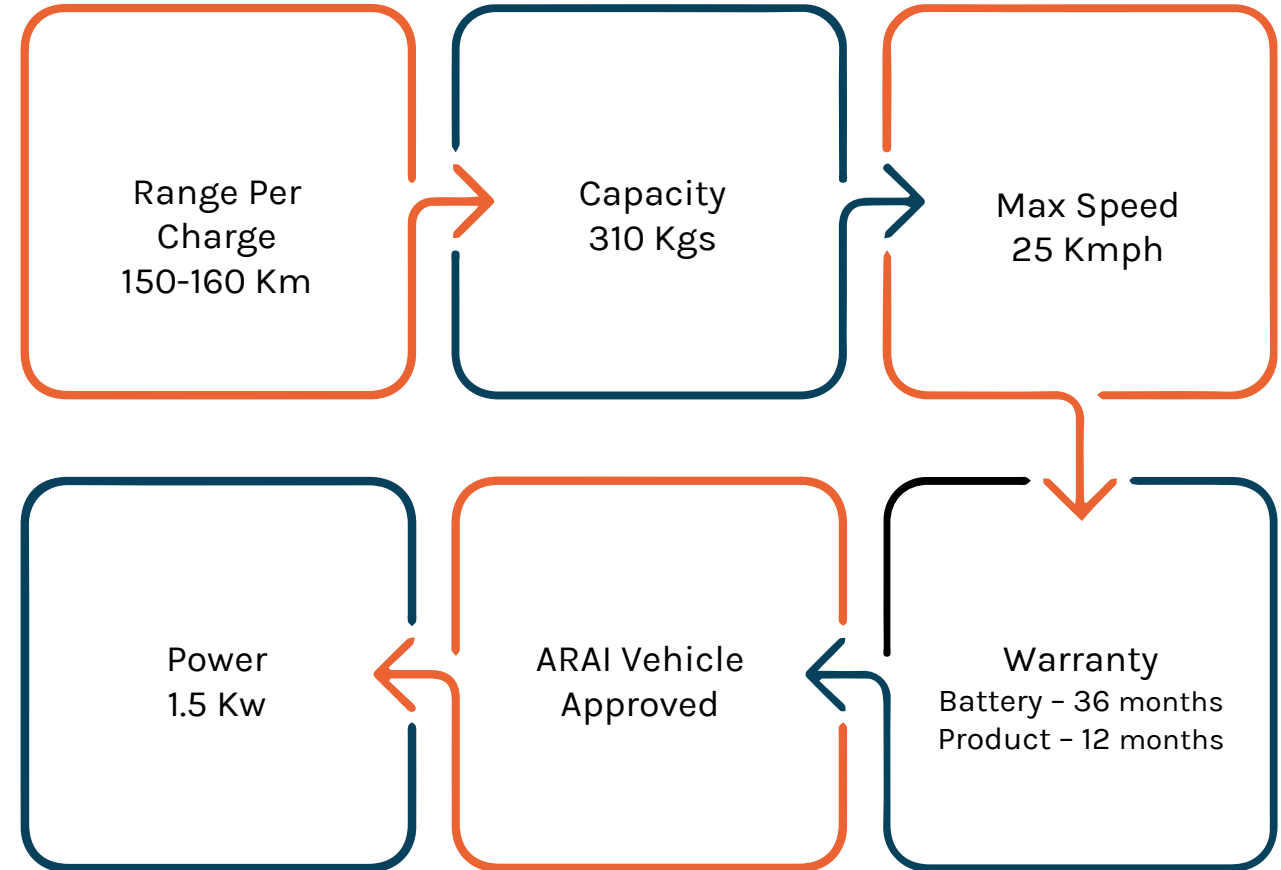 Range Per
Charge
150-160 Km
Capacity
310 Kgs
Max Speed
25 Kmph
Warranty
Battery – 36 months
Product – 12 months
ARAI Vehicle
Approved
Power
1.5 Kw